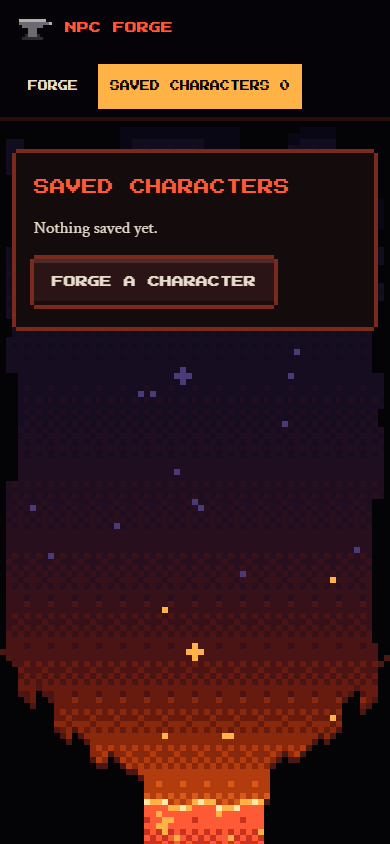 NPC FORGE
FORGE
SAVED CHARACTERS 0
SAVED CHARACTERS
Nothing saved yet.
FORGE A CHARACTER